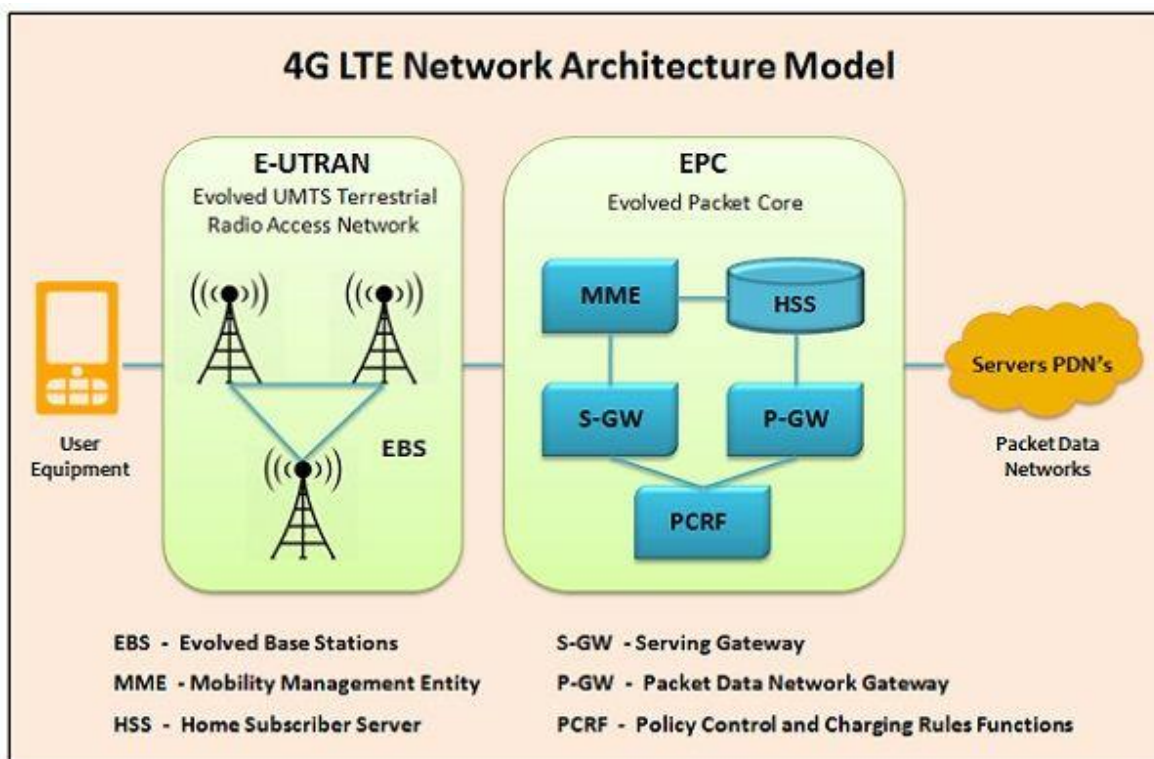 4G LTE Network Architecture Model
E-UTRAN
Evolved UMTS Terrestrial
Radio Access Network
EBS
EPC
Evolved Packet Core
MME
HSS
S-GW
P-GW
PCRF
User
Equipment
Servers PDN's
Packet Data
Networks
EBS - Evolved Base Stations
MME - Mobility Management Entity
HSS - Home Subscriber Server
S-GW - Serving Gateway
P-GW - Packet Data Network Gateway
PCRF - Policy Control and Charging Rules Functions